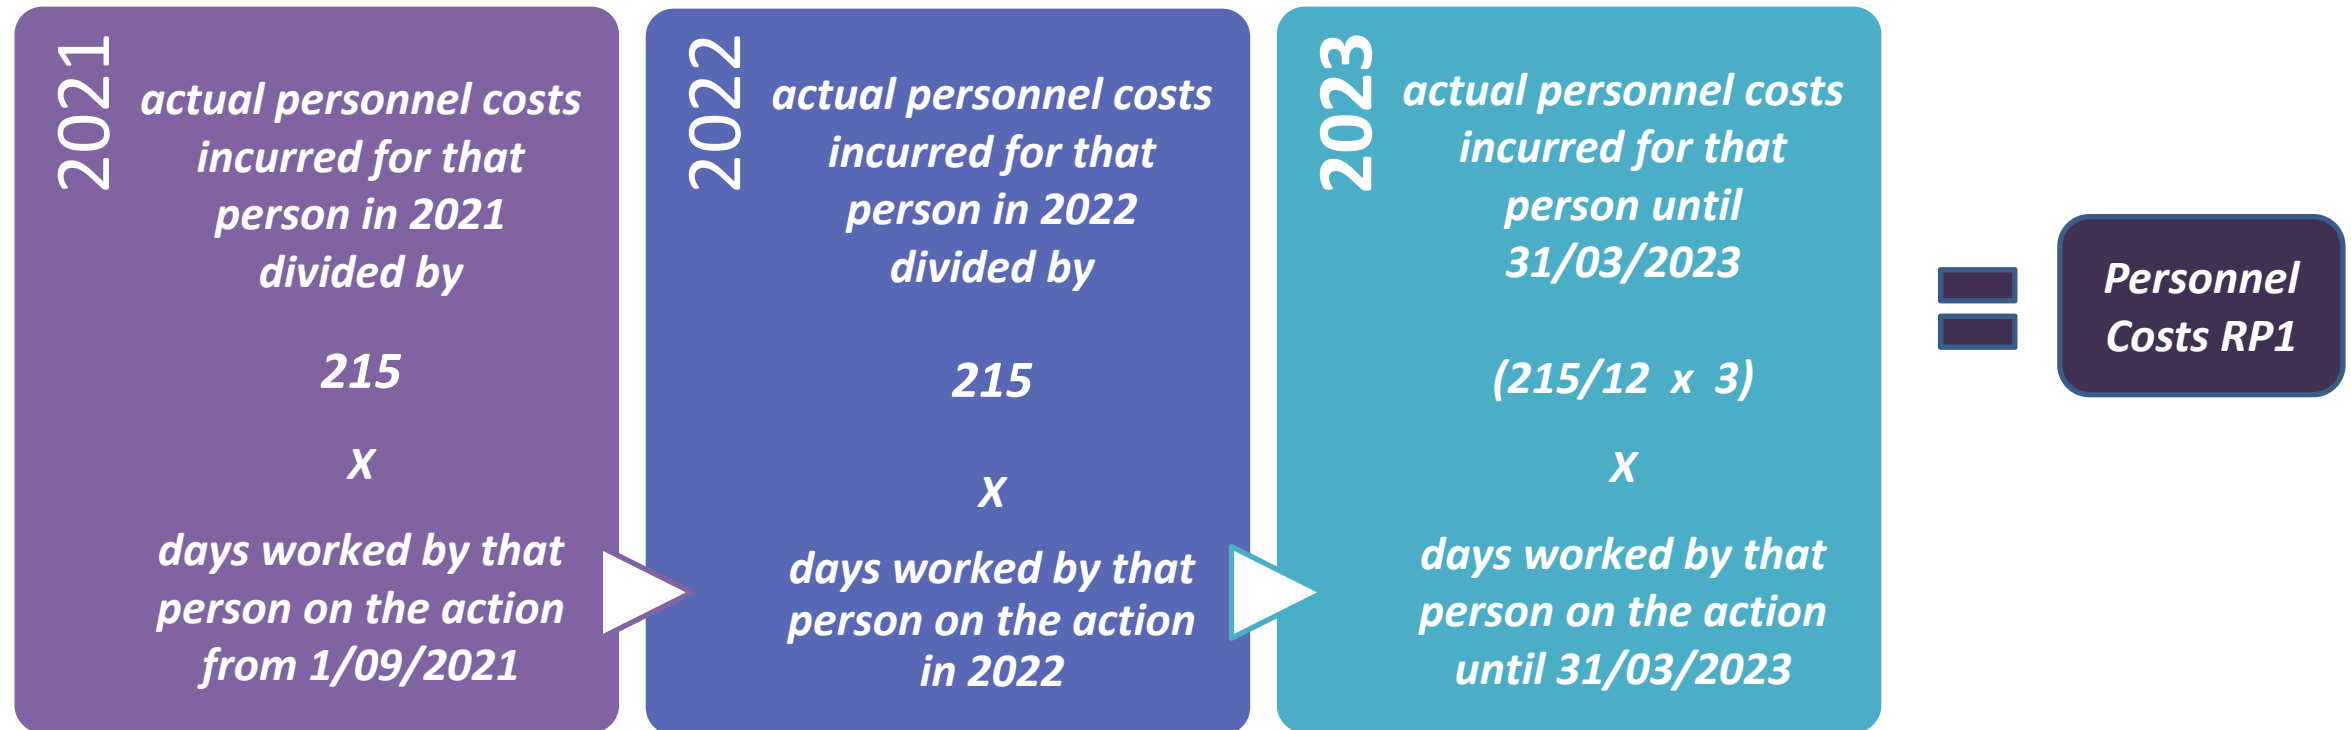 2021
actual personnel costs
incurred for that
person in 2021
divided by
215
X
days worked by that
person on the action
from 1/09/2021
2022
actual personnel costs
incurred for that
person in 2022
divided by
215
X
days worked by that
person on the action
in 2022
2023
actual personnel costs
incurred for that
person until
31/03/2023
(215/12 x 3)
X
days worked by that
person on the action
until 31/03/2023
Personnel
Costs RP1